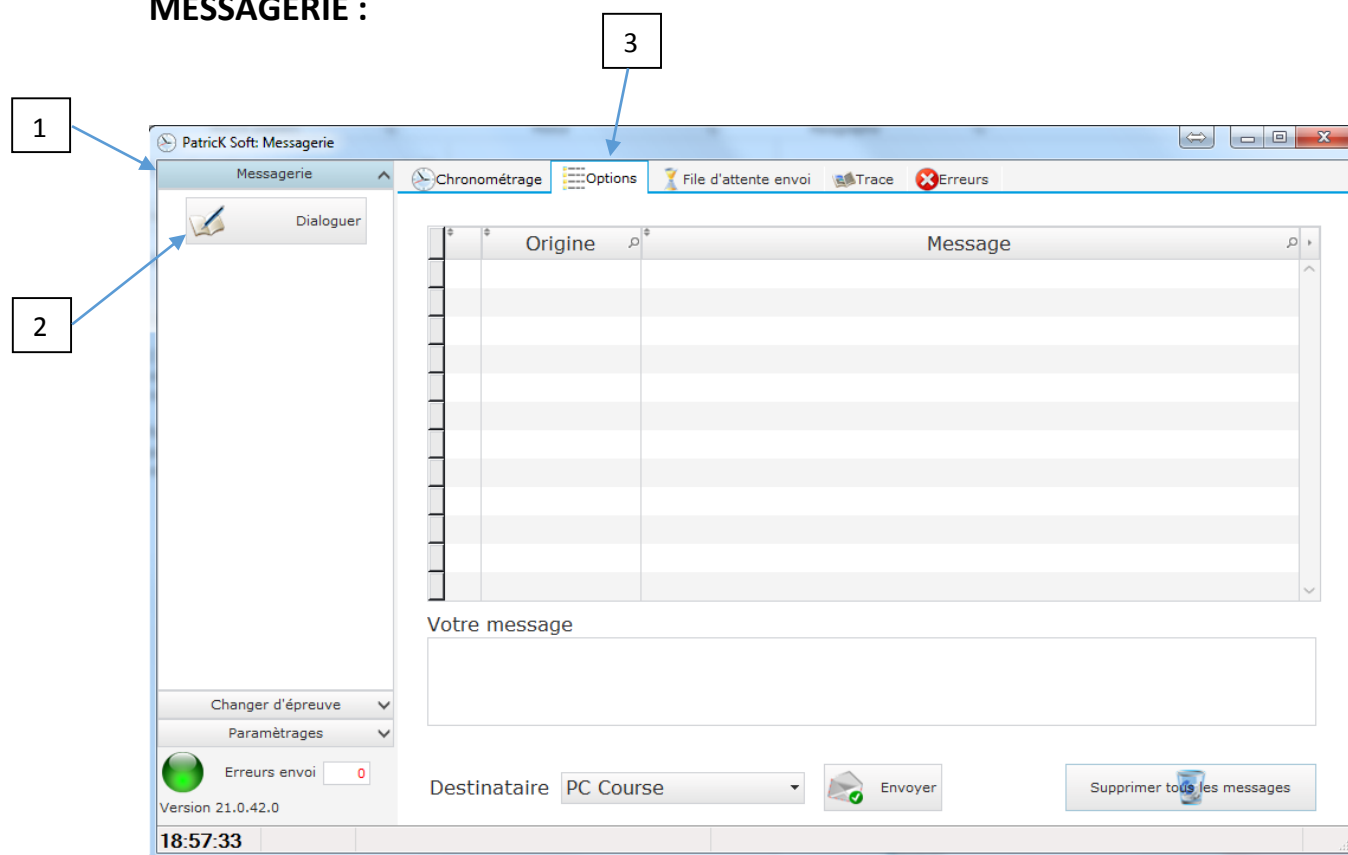 MESSAGERIE :
3
1
PatricK Soft: Messagerie
Messagerie
Chronométrage Options File d'attente envoi Trace Erreurs
Dialoguer
Origine Message
2
Votre message
Changer d'épreuve
Paramètrages
Erreurs envoi 0
Destinataire PC Course Envoyer Supprimer tous les messages
Version 21.0.42.0
18:57:33